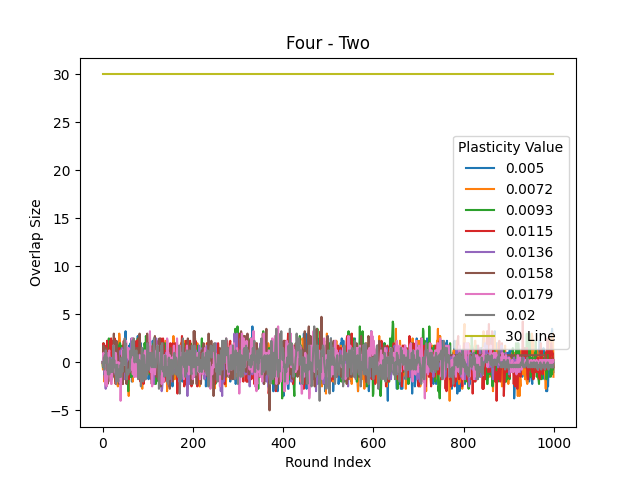 Four - Two
30
25
20
15
10
5
0
−5
Overlap Size
Plasticity Value
0.005
0.0072
0.0093
0.0115
0.0136
0.0158
0.0179
0.02
30 Line
0 200 400 600 800 1000
Round Index